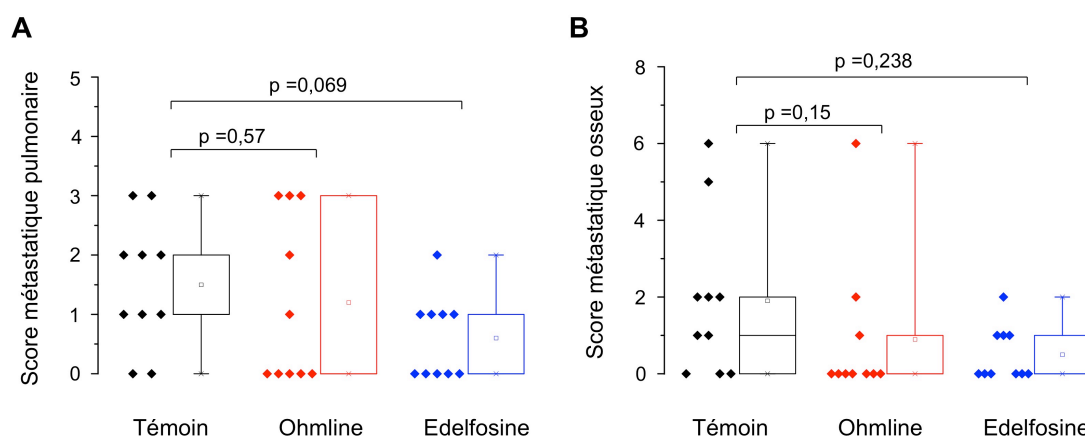 A
Score métastatique pulmonaire
5
4
3
2
1
0
p =0,069
p =0,57
Témoin
Ohmline
Edelfosine
B
Score métastatique osseux
8
6
4
2
0
p =0,238
p =0,15
Témoin
Ohmline
Edelfosine